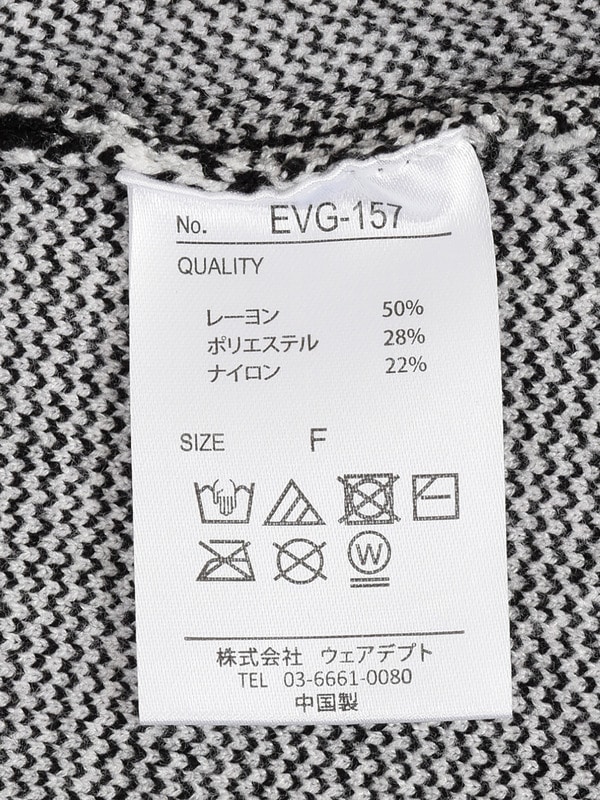 No. EVG-157
QUALITY
レーヨン 50%
ポリエステル 28%
ナイロン 22%
SIZE F
W
株式会社 ウェアデプト
TEL 03-6661-0080
中国製